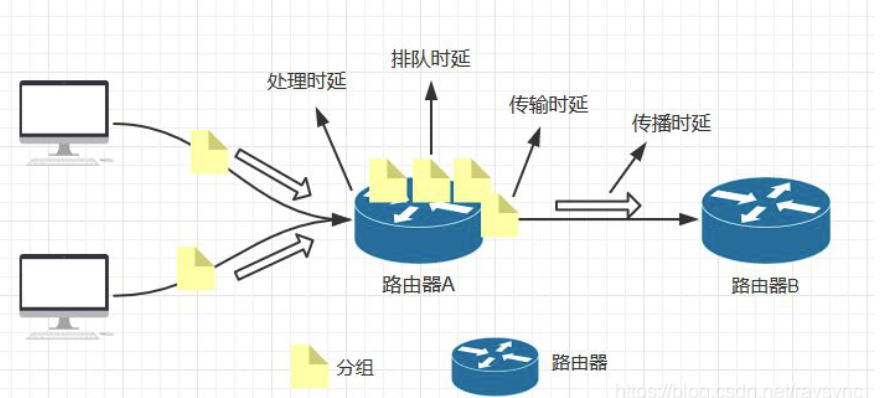 排队时延
处理时延
传输时延
传播时延
路由器A
路由器B
分组
路由器
https://blog.csdn.net/raysync